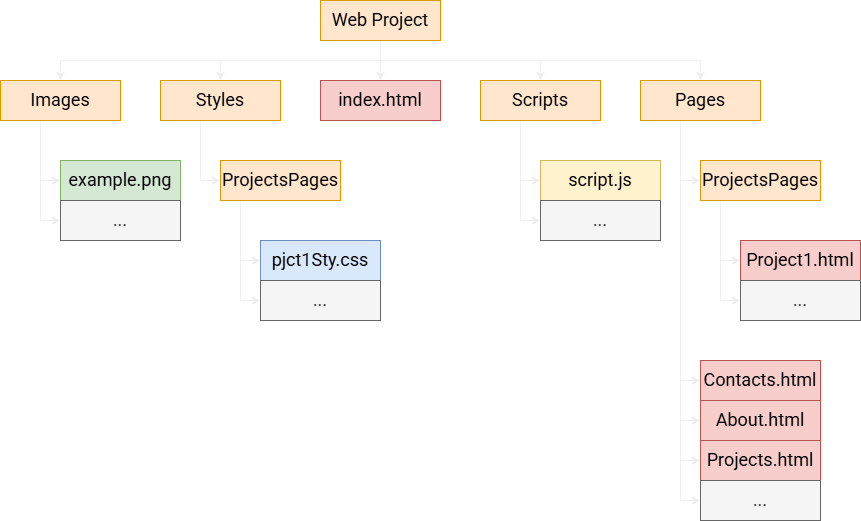 Web Project
Images
Styles
index.html
Scripts
Pages
example.png
...
ProjectsPages
pjct1Sty.css
...
script.js
...
ProjectsPages
Project1.html
...
Contacts.html
About.html
Projects.html
...